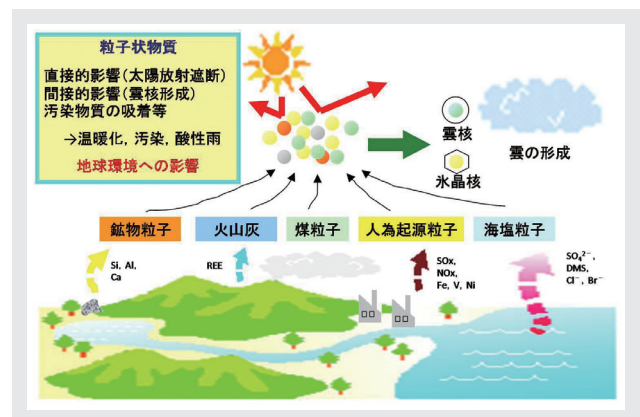 粒子状物質
直接的影響(太陽放射遮断)
間接的影響(雲核形成)
汚染物質の吸着等
→温暖化, 汚染, 酸性雨
地球環境への影響
雲核
氷晶核
雲の形成
鉱物粒子
火山灰
煤粒子
人為起源粒子
海塩粒子
Si, Al,
Ca
REE
SOx,
NOx,
Fe, V, Ni
SO₄²⁻,
DMS,
Cl⁻, Br⁻